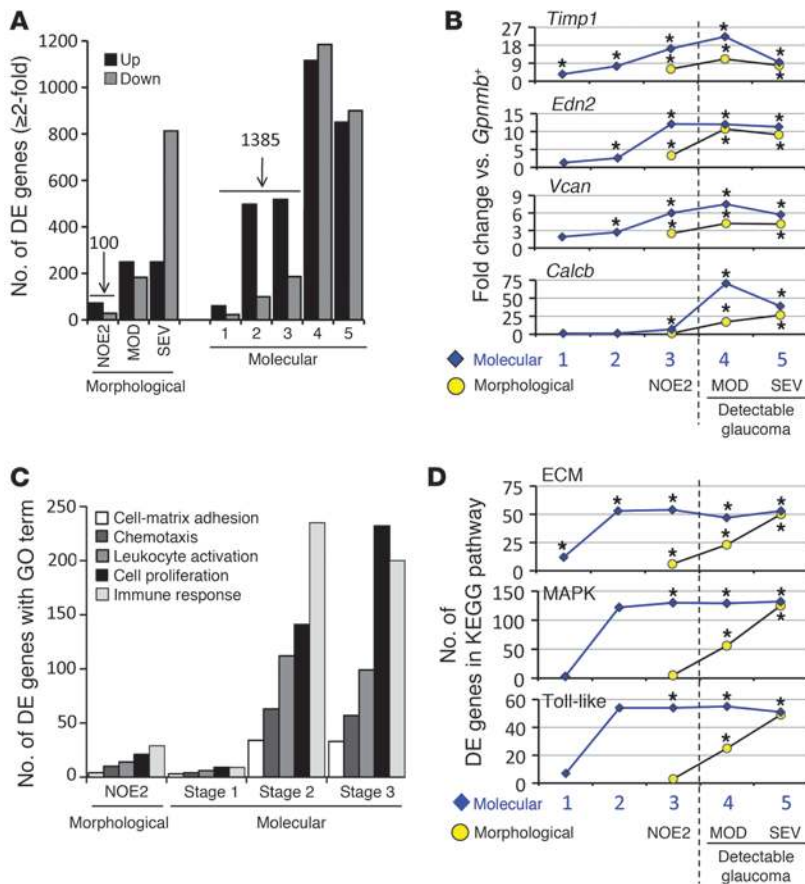 A
No. of DE genes (≥2-fold)
1200
1000
800
600
400
200
0
Up
Down
100
1385
NOE2
MOD
SEV
1 2 3 4 5
Morphological
Molecular
B
Fold change vs. Gpnmb+
Timp1
27
18
9
0
* * * * *
* * *
Edn2
15
10
5
0
* * * *
* * *
Vcan
9
6
3
0
* * * *
* * *
Calcb
75
50
25
0
* * *
* *
Molecular 1 2 3 4 5
Morphological NOE2 MOD SEV
Detectable
glaucoma
C
No. of DE genes with GO term
250
200
150
100
50
0
Cell-matrix adhesion
Chemotaxis
Leukocyte activation
Cell proliferation
Immune response
NOE2 Stage 1 Stage 2 Stage 3
Morphological Molecular
D
No. of
DE genes in KEGG pathway
ECM
75
50
25
0
* * * * *
* * *
MAPK
150
100
50
0
* * *
* *
Toll-like
60
40
20
0
* * *
*
Molecular 1 2 3 4 5
Morphological NOE2 MOD SEV
Detectable
glaucoma